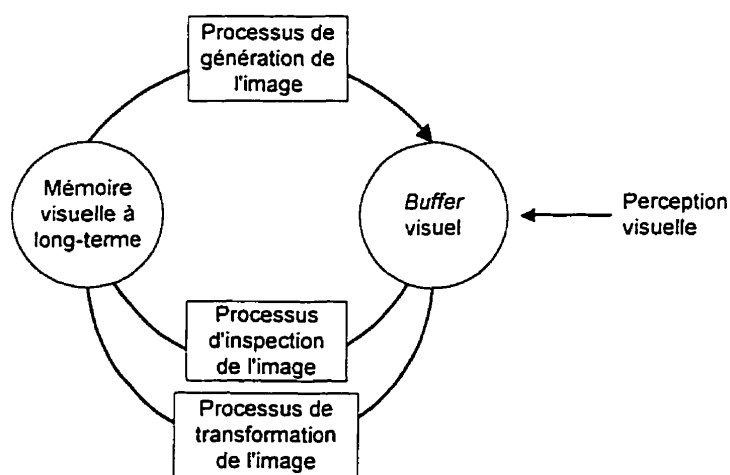 Processus de
génération de
l'image
Mémoire
visuelle à
long-terme
Buffer
visuel
Perception
visuelle
Processus
d'inspection
de l'image
Processus de
transformation
de l'image